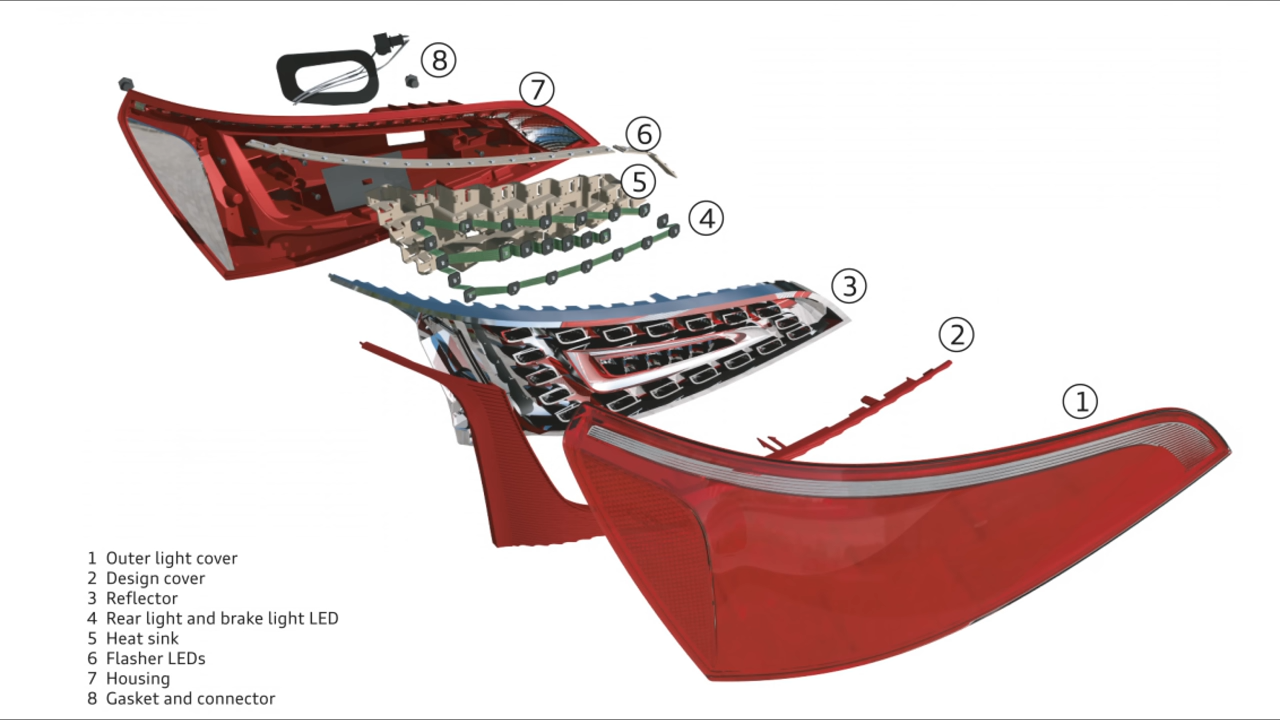 8
7
6
5
4
3
2
1
1 Outer light cover
2 Design cover
3 Reflector
4 Rear light and brake light LED
5 Heat sink
6 Flasher LEDs
7 Housing
8 Gasket and connector